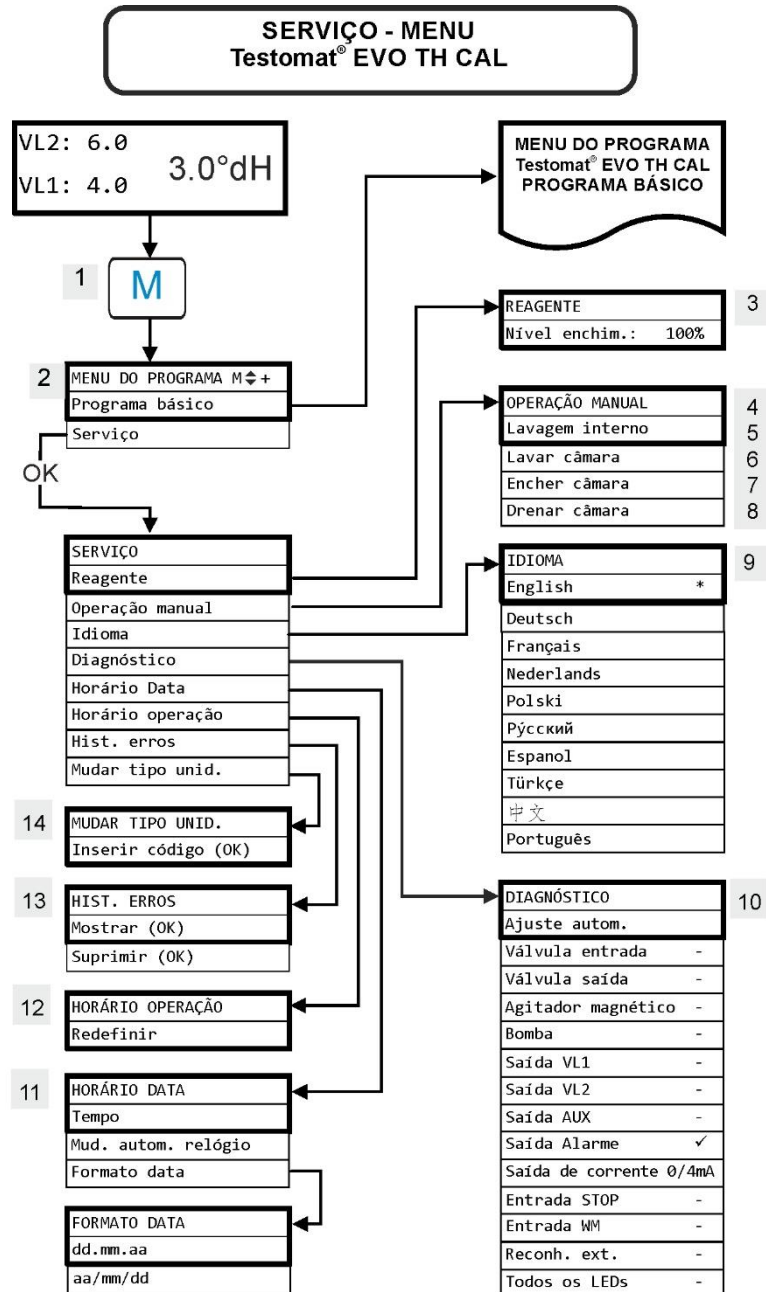 SERVIÇO - MENU
Testomat® EVO TH CAL
VL2: 6.0
3.0°dH
VL1: 4.0
MENU DO PROGRAMA
Testomat® EVO TH CAL
PROGRAMA BÁSICO
1
M
2
MENU DO PROGRAMA M+
Programa básico
Serviço
OK
REAGENTE
3
Nível enchim.: 100%
OPERAÇÃO MANUAL
4
Lavagem interno
5
Lavar câmara
6
Encher câmara
7
Drenar câmara
8
SERVIÇO
Reagente
Operação manual
Idioma
Diagnóstico
Horário Data
Horário operação
Hist. erros
Mudar tipo unid.
IDIOMA
9
English *
Deutsch
Français
Nederlands
Polski
Рýсский
Espanol
Türkçe
中文
Português
14
MUDAR TIPO UNID.
Inserir código (OK)
13
HIST. ERROS
Mostrar (OK)
Suprimir (OK)
12
HORÁRIO OPERAÇÃO
Redefinir
11
HORÁRIO DATA
Tempo
Mud. autom. relógio
Formato data
FORMATO DATA
dd.mm.aa
aa/mm/dd
DIAGNÓSTICO
10
Ajuste autom.
Válvula entrada -
Válvula saída -
Agitador magnético -
Bomba -
Saída VL1 -
Saída VL2 -
Saída AUX -
Saída Alarme ✓
Saída de corrente 0/4mA
Entrada STOP -
Entrada WM -
Reconh. ext. -
Todos os LEDs -